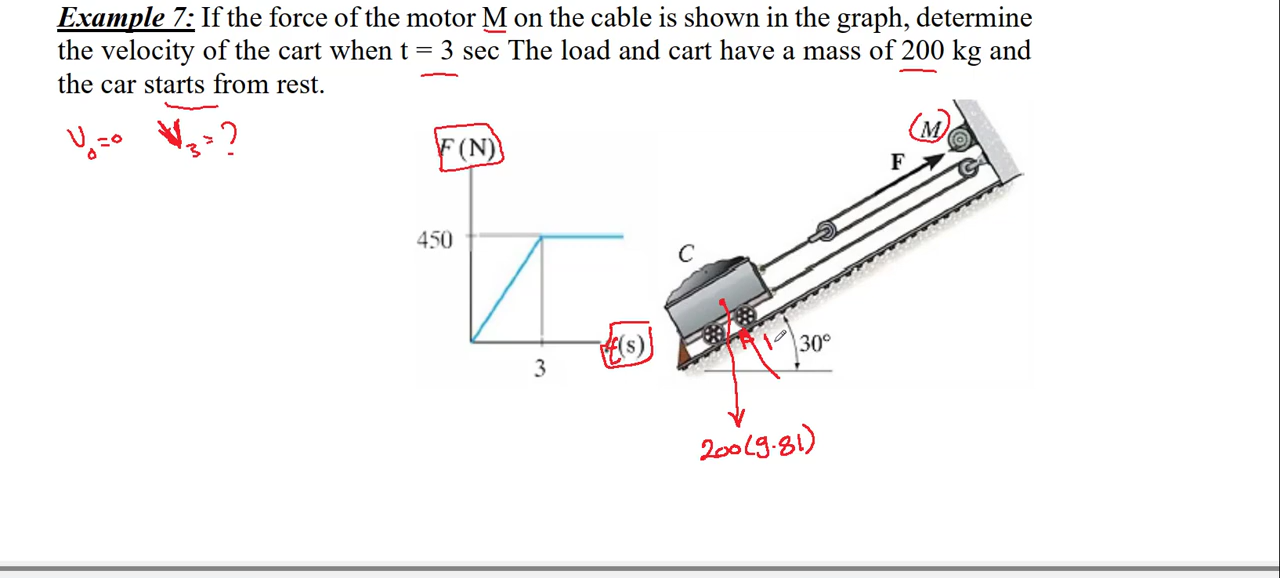 Example 7: If the force of the motor M on the cable is shown in the graph, determine
the velocity of the cart when t = 3 sec The load and cart have a mass of 200 kg and
the car starts from rest.
V₀=0 V₃=?
F (N)
M
F
450
C
t(s)
30°
3
200(9.81)